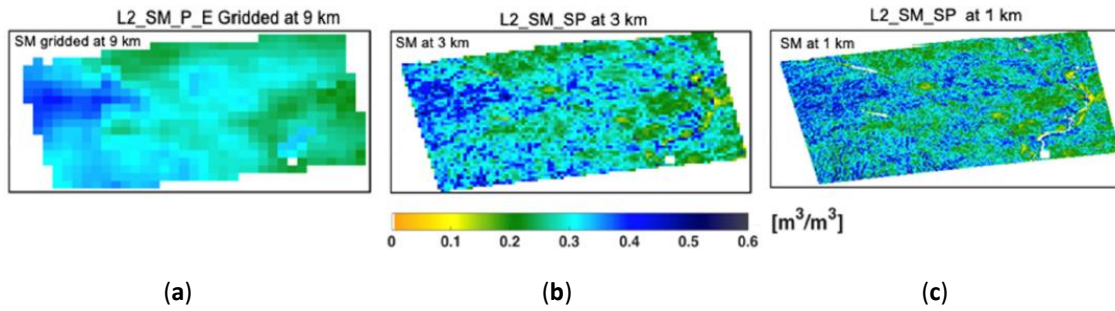 L2_SM_P_E Gridded at 9 km
L2_SM_SP at 3 km
L2_SM_SP at 1 km
SM gridded at 9 km
SM at 3 km
SM at 1 km
0 0.1 0.2 0.3 0.4 0.5 0.6
[m³/m³]
(a)
(b)
(c)